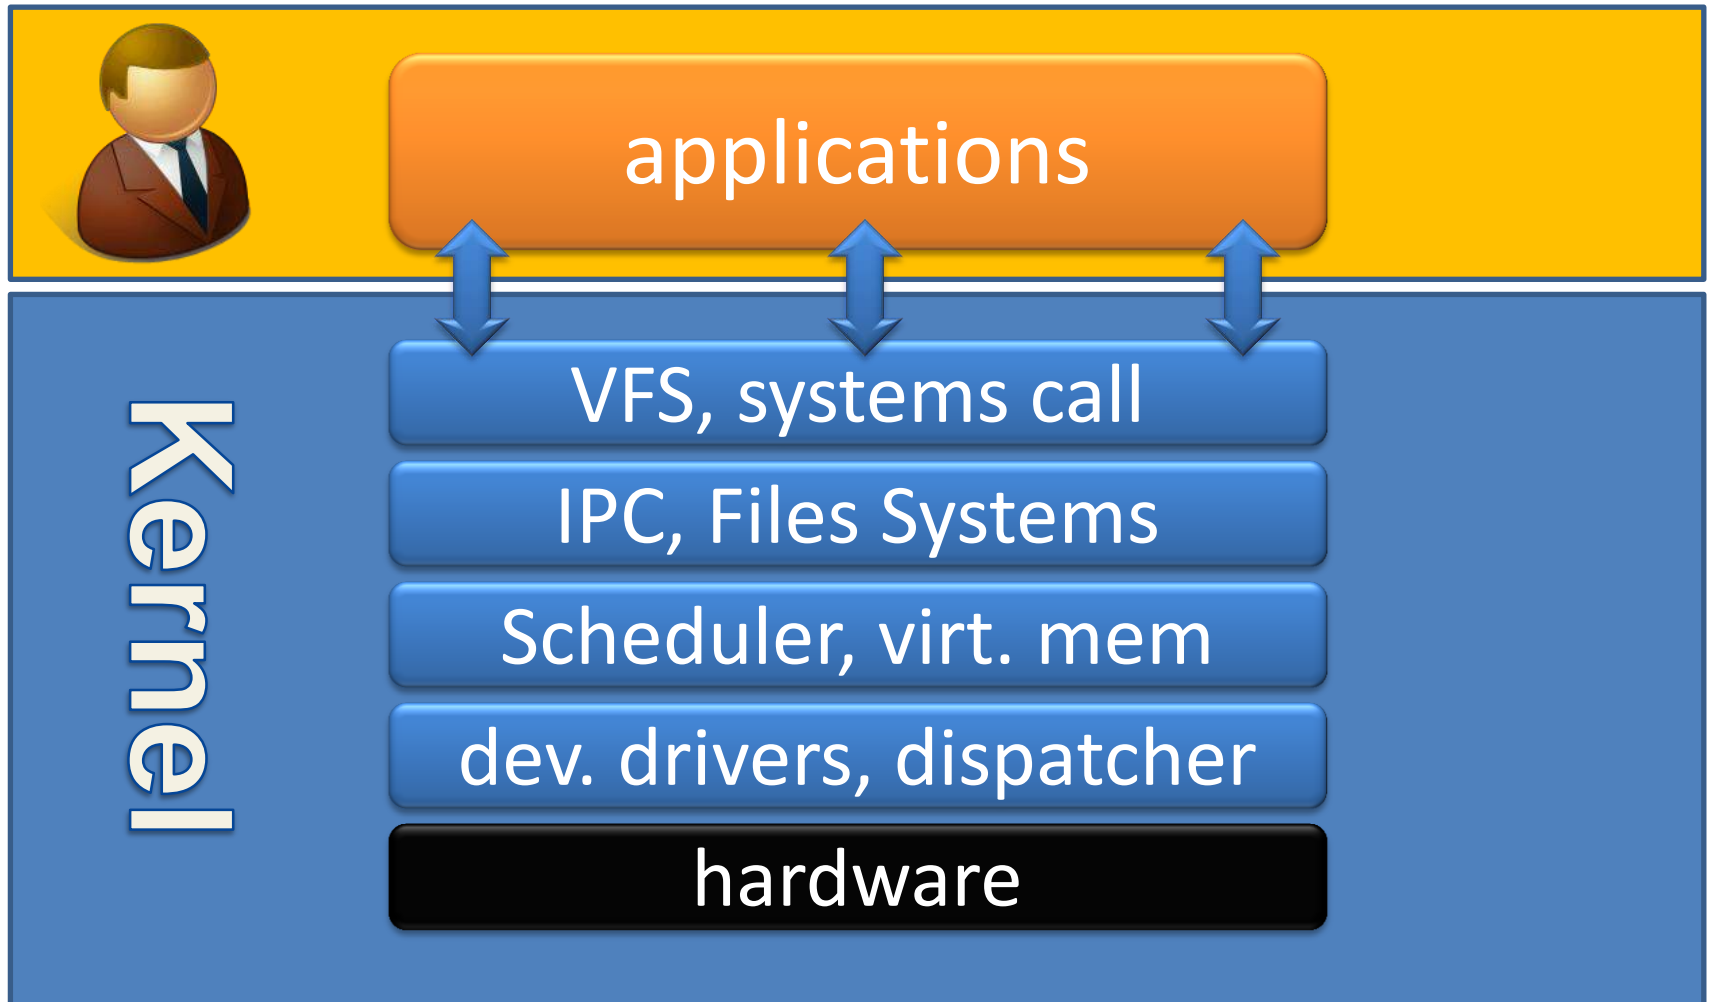 applications
Kernel
VFS, systems call
IPC, Files Systems
Scheduler, virt. mem
dev. drivers, dispatcher
hardware